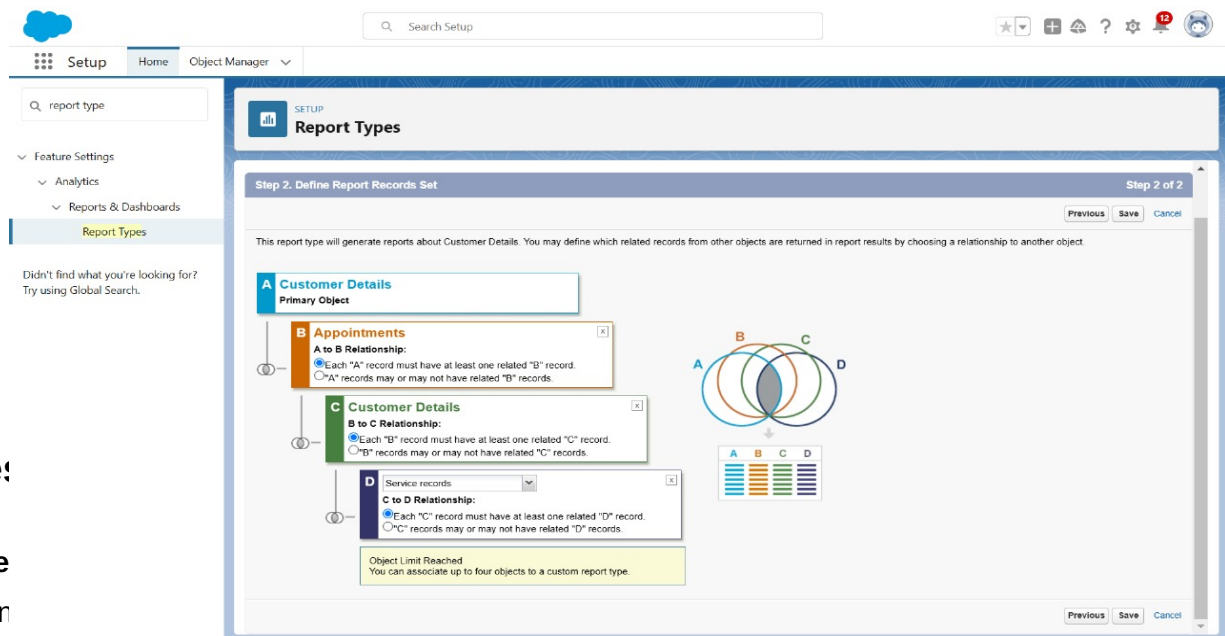 Search Setup
12
Setup
Home
Object Manager
report type
Feature Settings
Analytics
Reports & Dashboards
Report Types
Didn't find what you're looking for?
Try using Global Search.
SETUP
Report Types
Step 2. Define Report Records Set
Step 2 of 2
Previous Save Cancel
This report type will generate reports about Customer Details. You may define which related records from other objects are returned in report results by choosing a relationship to another object.
A Customer Details
Primary Object
B Appointments
x
A to B Relationship:
Each "A" record must have at least one related "B" record.
"A" records may or may not have related "B" records.
C Customer Details
x
B to C Relationship:
Each "B" record must have at least one related "C" record.
"B" records may or may not have related "C" records.
D Service records
x
C to D Relationship:
Each "C" record must have at least one related "D" record.
"C" records may or may not have related "D" records.
Object Limit Reached
You can associate up to four objects to a custom report type.
A B C D
A B C D
Previous Save Cancel